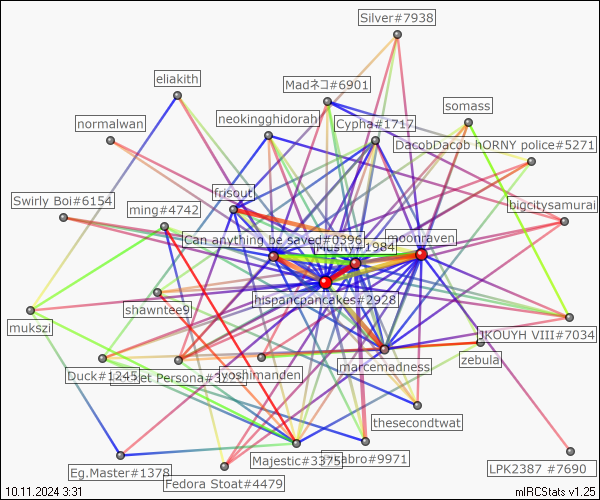 Silver#7938
eliakith
Madネコ#6901
somass
normalwan
neokingghidorah
Cypha#1717
DacobDacob hORNY police#5271
frisout
Swirly Boi#6154
ming#4742
bigcitysamurai
Can anything be saved#0396
#1984
moonraven
hispancpancakes#2928
shawntee9
mukszi
JKOUYH VIII#7034
zebula
yoshimanden
marcemadness
Duck#1245
et Persona#3
thesecondtwat
Majestic#3375
abro#9971
Eg.Master#1378
LPK2387 #7690
Fedora Stoat#4479
10.11.2024 3:31
mIRCStats v1.25